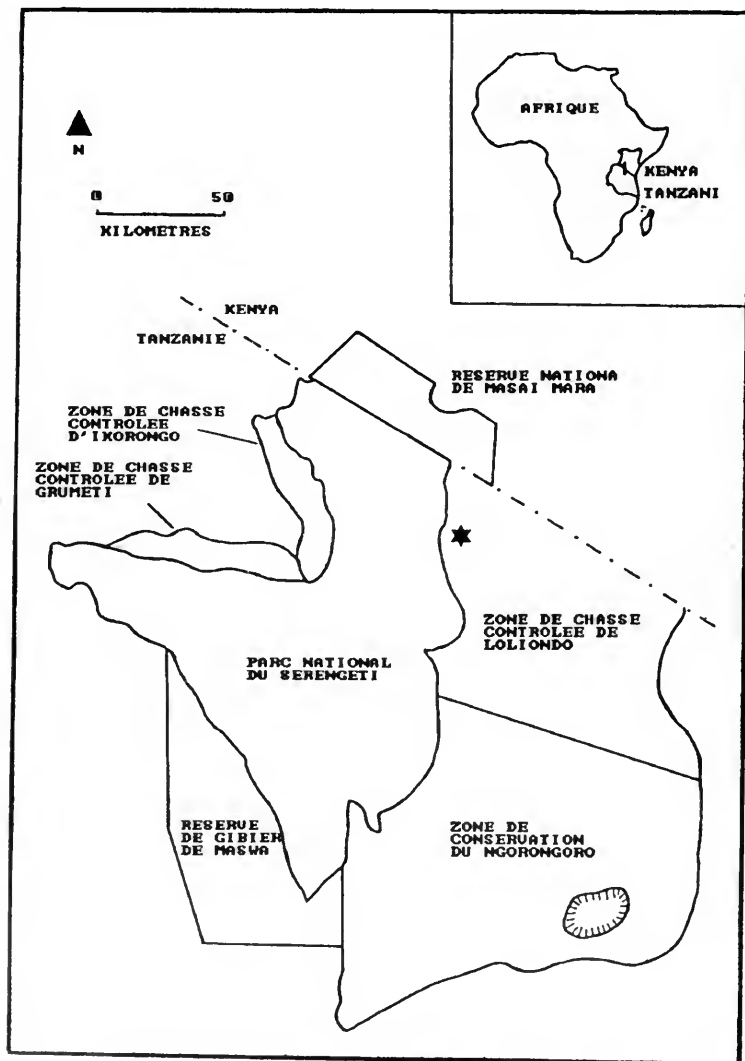 AFRIQUE
KENYA
TANZANI
N
0 50
KILOMETRES
KENYA
TANZANIE
RESERVE NATIONA
DE MASAI MARA
ZONE DE CHASSE
CONTROLEE
D'IKORONGO
ZONE DE CHASSE
CONTROLEE DE
GRUMETI
ZONE DE CHASSE
CONTROLEE DE
LOLIONDO
PARC NATIONAL
DU SERENGETI
RESERVE
DE GIBIER
DE MASWA
ZONE DE
CONSERVATION
DU NGORONGORO